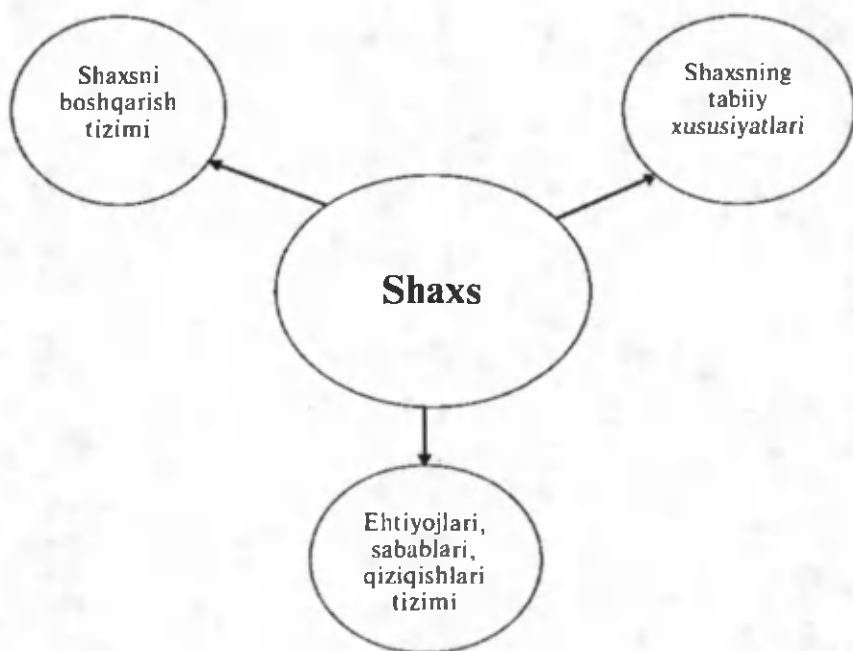 Shaxsni
boshqarish
tizimi
Shaxsning
tabiiy
xususiyatlari
Shaxs
Ehtiyojlari,
sabablari,
qiziqishlari
tizimi